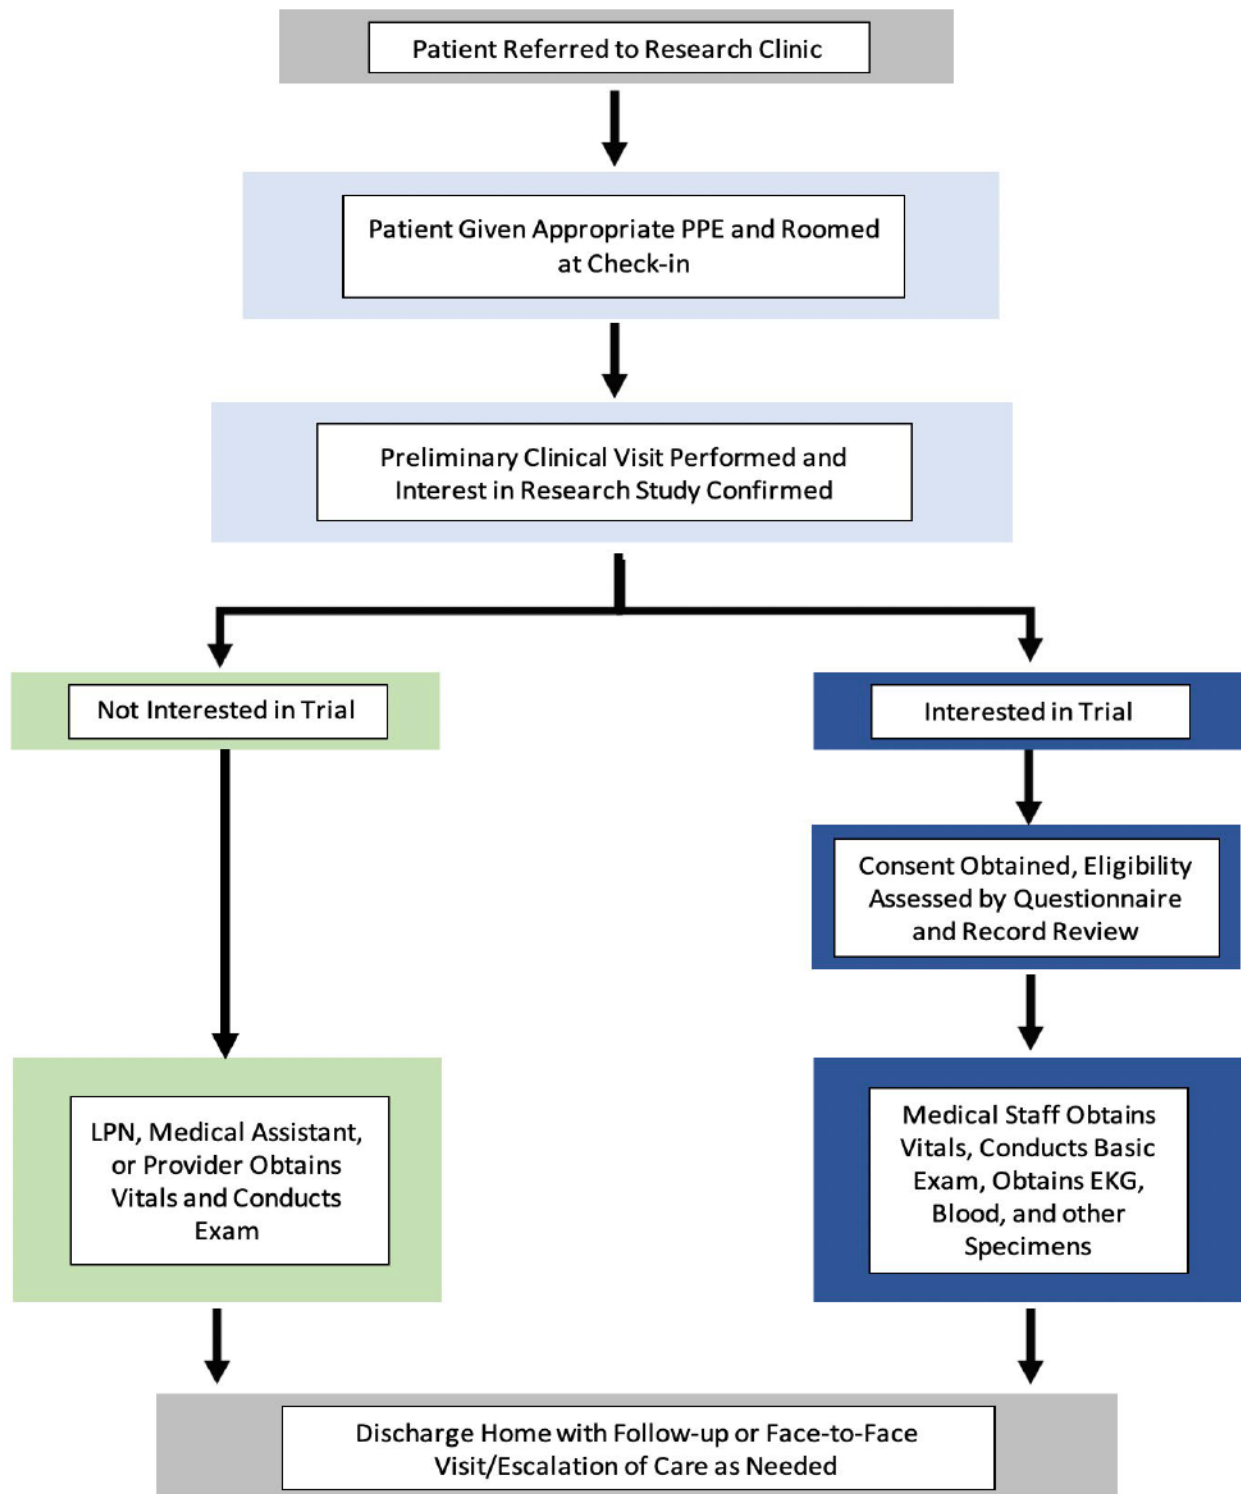 Patient Referred to Research Clinic
Patient Given Appropriate PPE and Roomed
at Check-in
Preliminary Clinical Visit Performed and
Interest in Research Study Confirmed
Not Interested in Trial
Interested in Trial
Consent Obtained, Eligibility
Assessed by Questionnaire
and Record Review
LPN, Medical Assistant,
or Provider Obtains
Vitals and Conducts
Exam
Medical Staff Obtains
Vitals, Conducts Basic
Exam, Obtains EKG,
Blood, and other
Specimens
Discharge Home with Follow-up or Face-to-Face
Visit/Escalation of Care as Needed